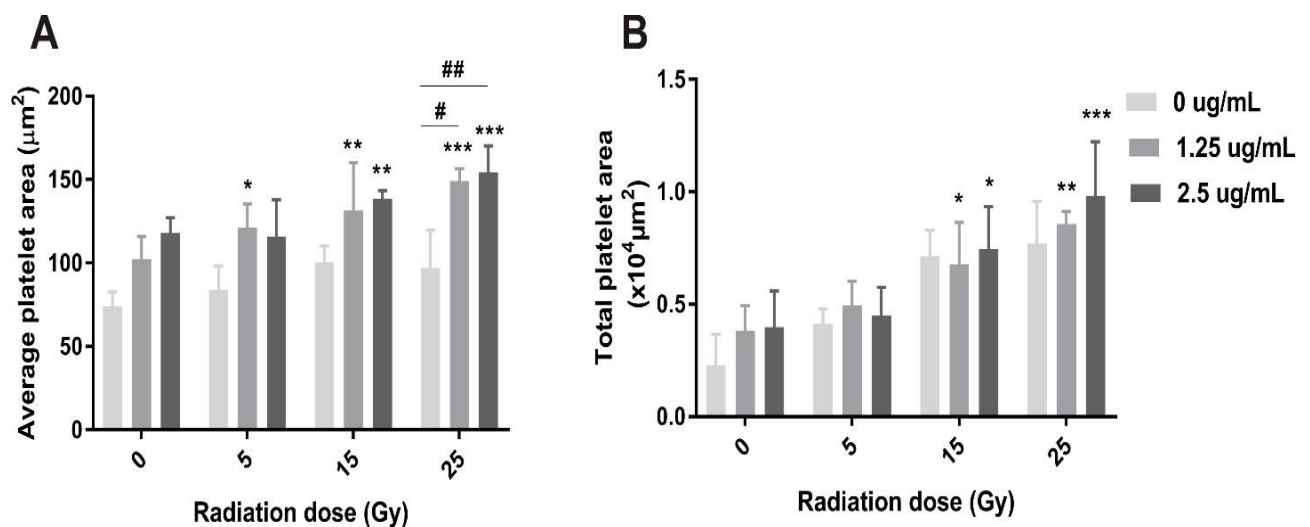 A
Average platelet area (μm²)
200
150
100
50
0
*
**
**
***
***
#
##
0
5
15
25
Radiation dose (Gy)
B
Total platelet area
(x10⁴μm²)
1.5
1.0
0.5
0.0
*
*
**
***
0
5
15
25
Radiation dose (Gy)
0 ug/mL
1.25 ug/mL
2.5 ug/mL